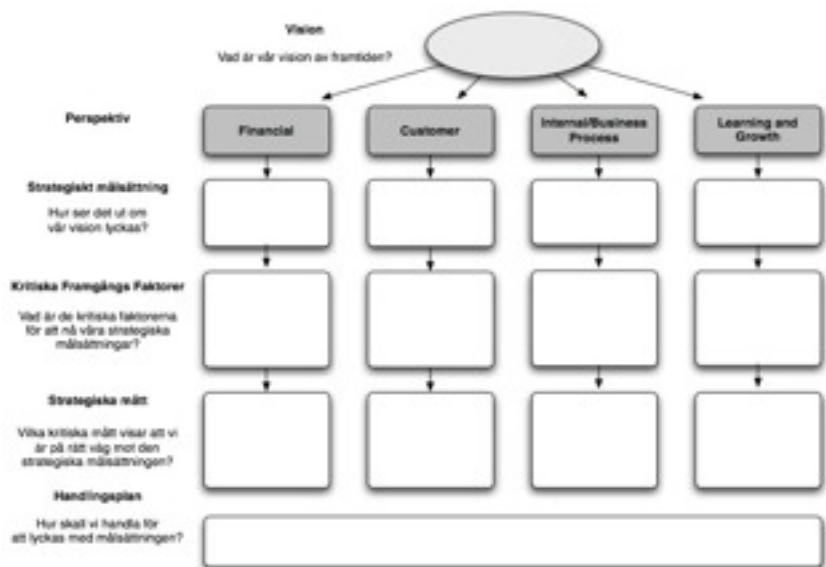 Vision
Vad är vår vision av framtiden?
Perspektiv
Financial
Customer
Internal/Business
Process
Learning and
Growth
Strategiskt målsättning
Hur ser det ut om
vår vision lyckas?
Kritiska Framgångs Faktorer
Vad är de kritiska faktorerna
för att nå våra strategiska
målsättningar?
Strategiska mått
Vilka kritiska mått visar att vi
är på rätt väg mot den
strategiska målsättningen?
Handlingsplan
Hur skall vi handla för
att lyckas med målsättningen?